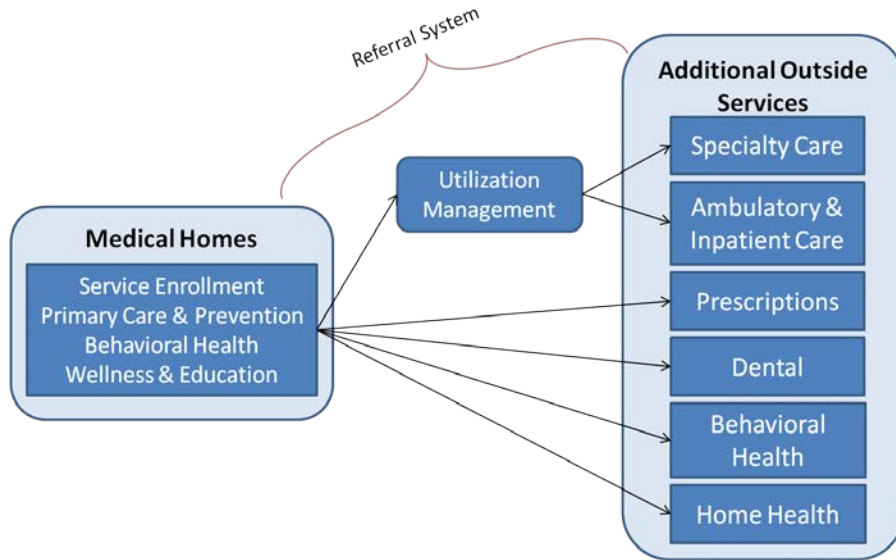 Referral System
Additional Outside
Services
Specialty Care
Utilization
Management
Ambulatory &
Inpatient Care
Medical Homes
Service Enrollment
Primary Care & Prevention
Behavioral Health
Wellness & Education
Prescriptions
Dental
Behavioral
Health
Home Health